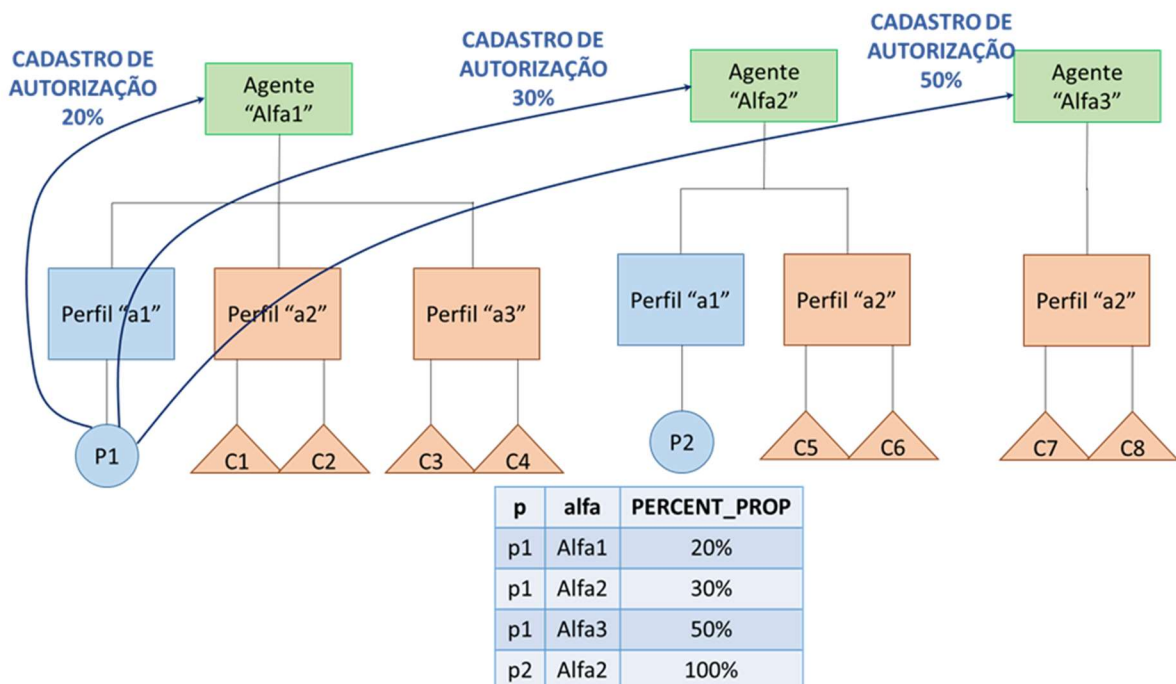 CADASTRO DE
AUTORIZAÇÃO
20%
Agente
“Alfa1”
CADASTRO DE
AUTORIZAÇÃO
30%
Agente
“Alfa2”
CADASTRO DE
AUTORIZAÇÃO
50%
Agente
“Alfa3”
Perfil “a1”
Perfil “a2”
Perfil “a3”
Perfil “a1”
Perfil “a2”
Perfil “a2”
P1
C1
C2
C3
C4
P2
C5
C6
C7
C8
p alfa PERCENT_PROP
p1 Alfa1 20%
p1 Alfa2 30%
p1 Alfa3 50%
p2 Alfa2 100%